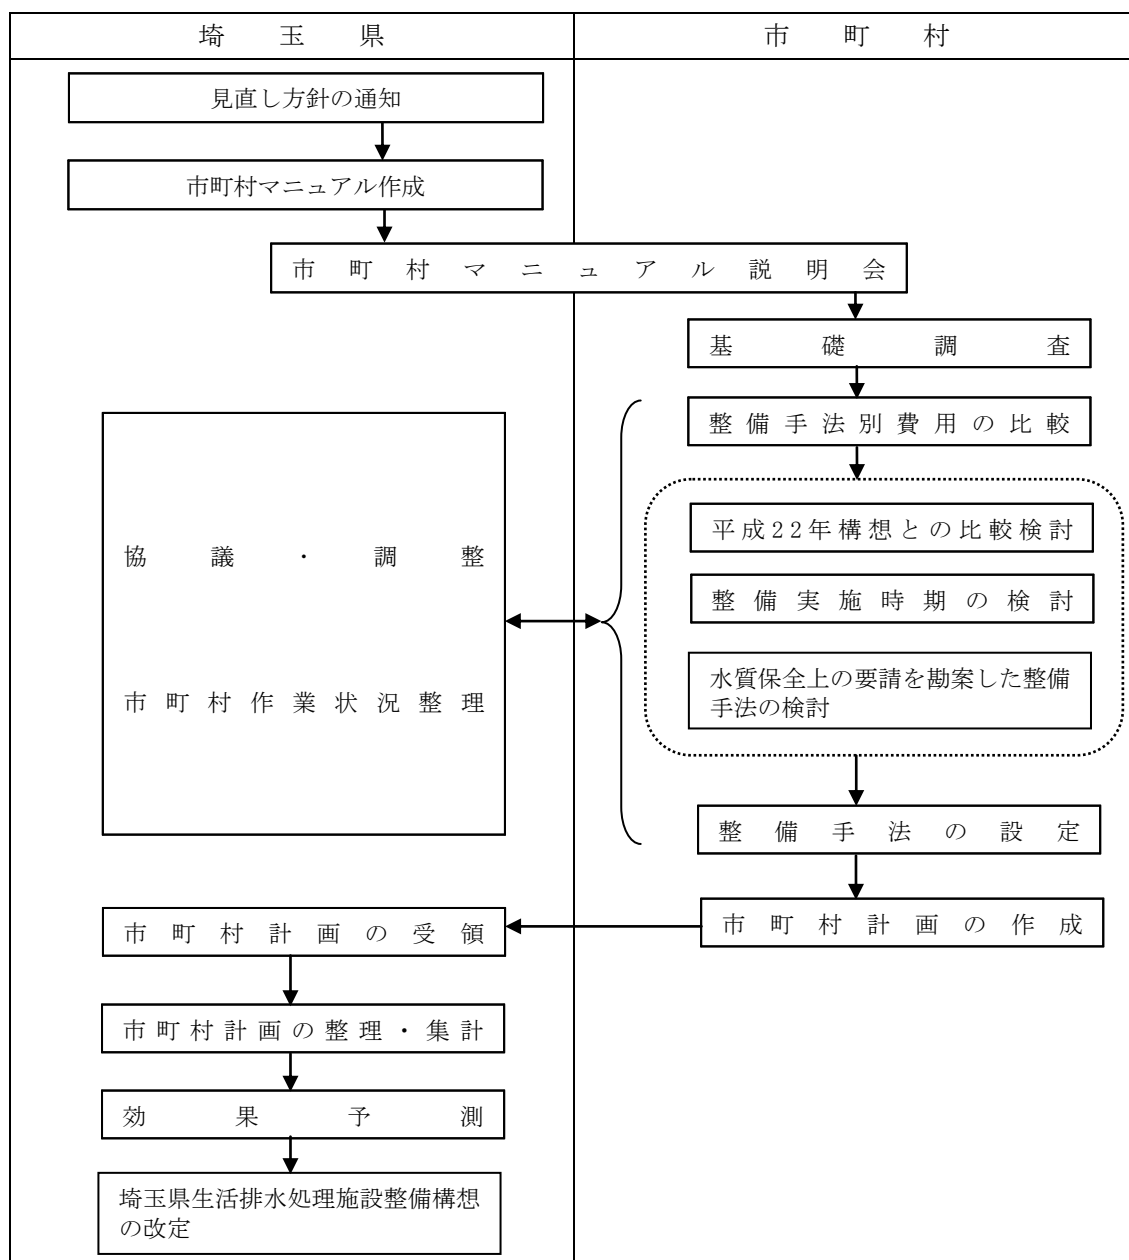 埼玉県
市町村
見直し方針の通知
市町村マニュアル作成
市町村マニュアル説明会
基礎調査
整備手法別費用の比較
平成22年構想との比較検討
整備実施時期の検討
水質保全上の要請を勘案した整備
手法の検討
協議・調整
市町村作業状況整理
整備手法の設定
市町村計画の作成
市町村計画の受領
市町村計画の整理・集計
効果予測
埼玉県生活排水処理施設整備構想
の改定